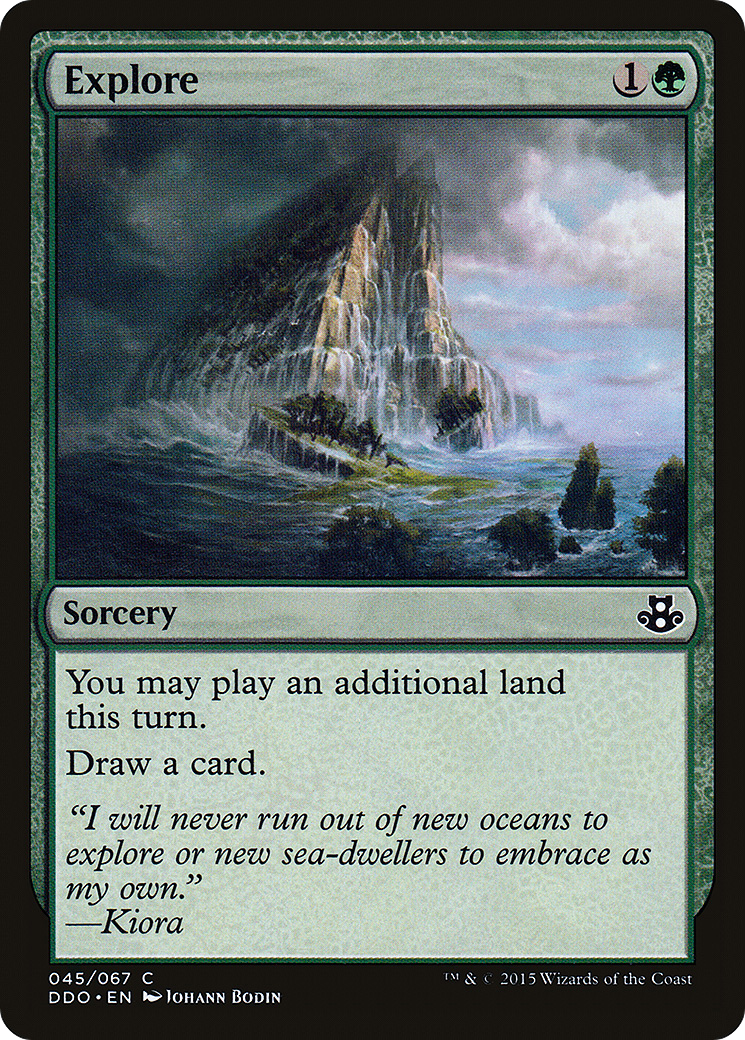 Explore
1
Sorcery
You may play an additional land
this turn.
Draw a card.
“I will never run out of new oceans to
explore or new sea-dwellers to embrace as
my own.”
—Kiora
045/067 C
DDO • EN Johann Bodin
™ & © 2015 Wizards of the Coast